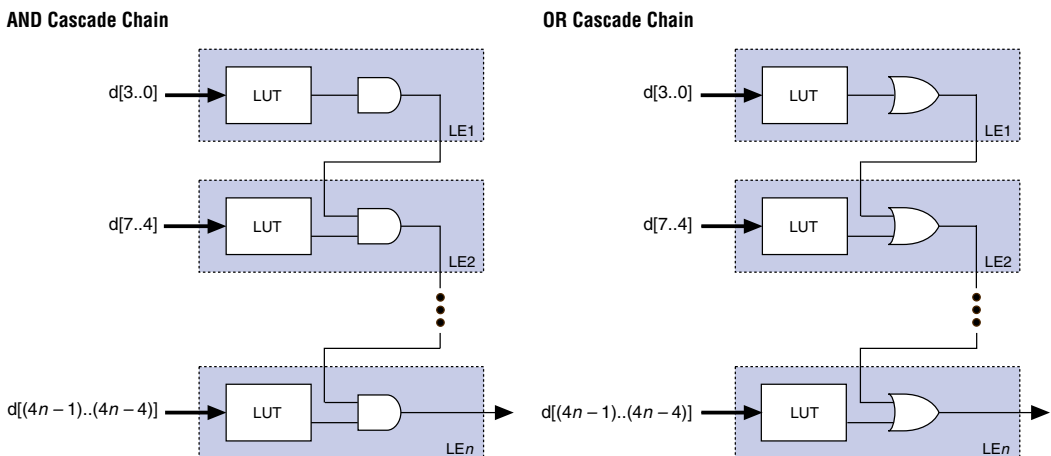 AND Cascade Chain
d[3..0]
LUT
LE1
d[7..4]
LUT
LE2
d[(4n – 1)..(4n – 4)]
LUT
LEn
OR Cascade Chain
d[3..0]
LUT
LE1
d[7..4]
LUT
LE2
d[(4n – 1)..(4n – 4)]
LUT
LEn